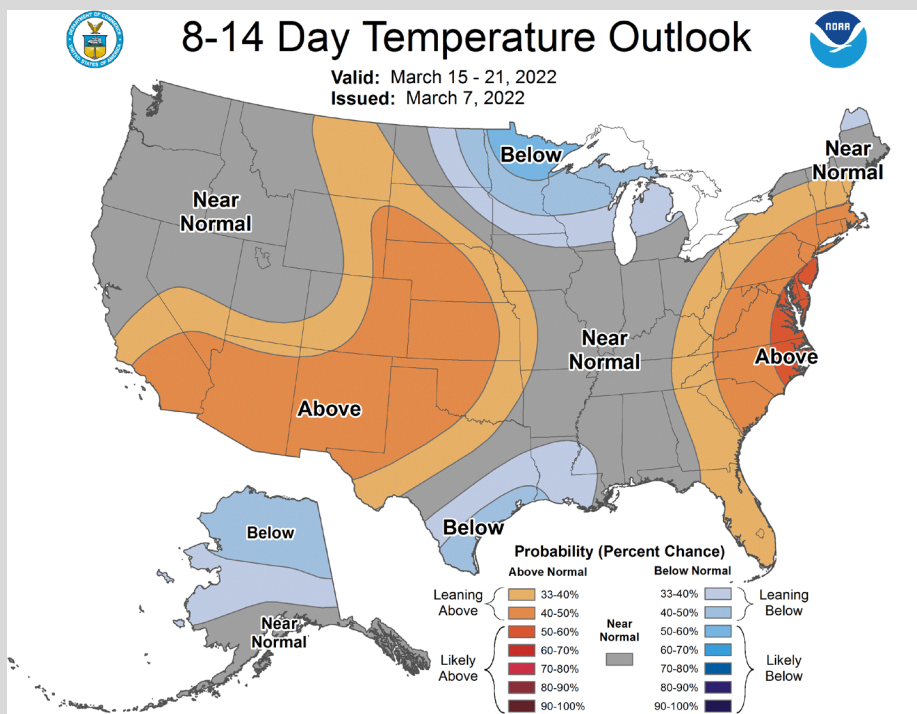 8-14 Day Temperature Outlook
NOAA
Valid: March 15 - 21, 2022
Issued: March 7, 2022
Below
Near
Normal
Near
Normal
Near
Normal
Above
Above
Below
Below
Near
Normal
Probability (Percent Chance)
Above Normal
Below Normal
Leaning
Above
33-40%
40-50%
Likely
Above
50-60%
60-70%
70-80%
80-90%
90-100%
Near
Normal
33-40%
40-50%
Leaning
Below
50-60%
60-70%
70-80%
80-90%
90-100%
Likely
Below